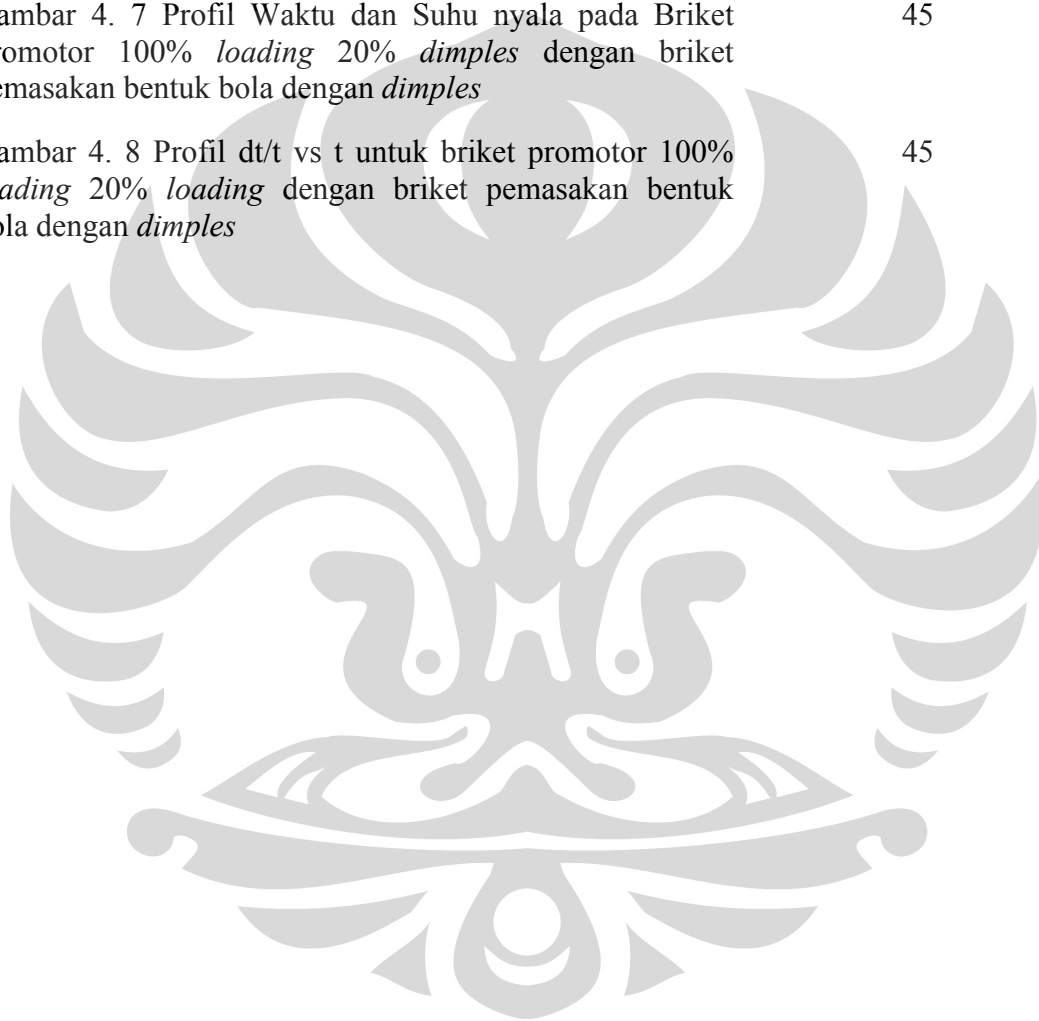 ambar 4. 7 Profil Waktu dan Suhu nyala pada Briket 45
romotor 100% loading 20% dimples dengan briket
emasakan bentuk bola dengan dimples
ambar 4. 8 Profil dt/t vs t untuk briket promotor 100% 45
ading 20% loading dengan briket pemasakan bentuk
ola dengan dimples